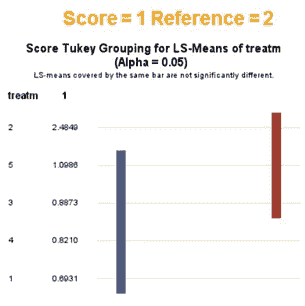 Score = 1 Reference = 2
Score Tukey Grouping for LS-Means of treatm
(Alpha = 0.05)
LS-means covered by the same bar are not significantly different.
treatm 1
2 2.4849
5 1.0986
3 0.8873
4 0.8210
1 0.6931